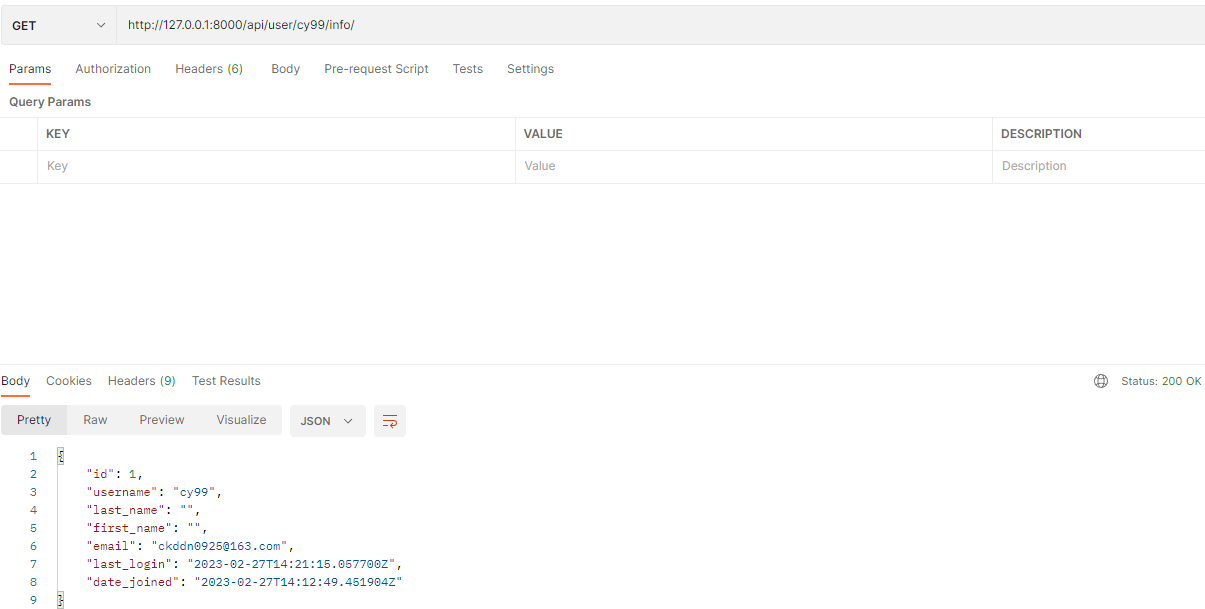 GET http://127.0.0.1:8000/api/user/cy99/info/
Params Authorization Headers (6) Body Pre-request Script Tests Settings
Query Params
KEY VALUE DESCRIPTION
Key Value Description
Body Cookies Headers (9) Test Results Status: 200 OK
Pretty Raw Preview Visualize JSON
1 {
2 "id": 1,
3 "username": "cy99",
4 "last_name": "",
5 "first_name": "",
6 "email": "ckddn0925@163.com",
7 "last_login": "2023-02-27T14:21:15.057700Z",
8 "date_joined": "2023-02-27T14:12:49.451904Z"
9 }